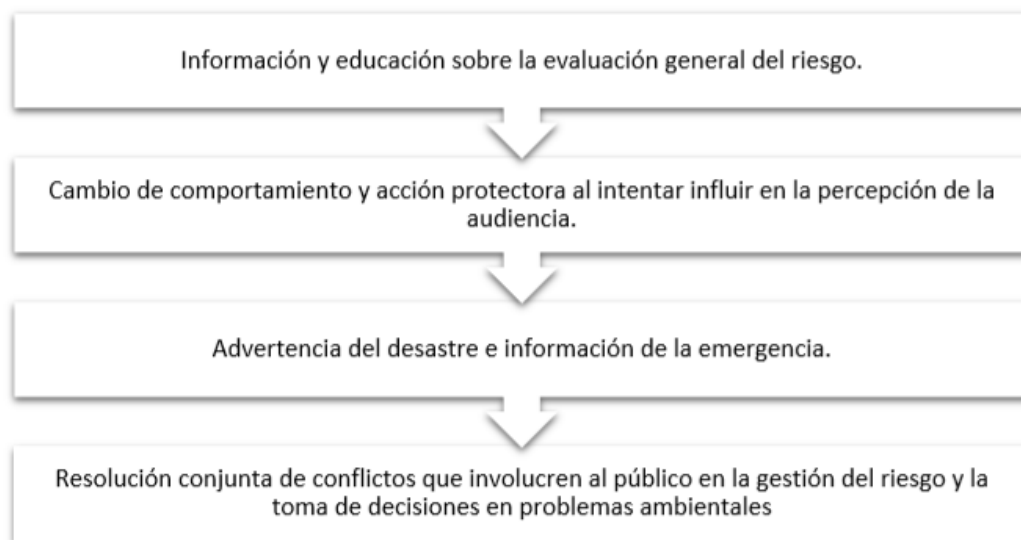 Información y educación sobre la evaluación general del riesgo.
Cambio de comportamiento y acción protectora al intentar influir en la percepción de la
audiencia.
Advertencia del desastre e información de la emergencia.
Resolución conjunta de conflictos que involucren al público en la gestión del riesgo y la
toma de decisiones en problemas ambientales